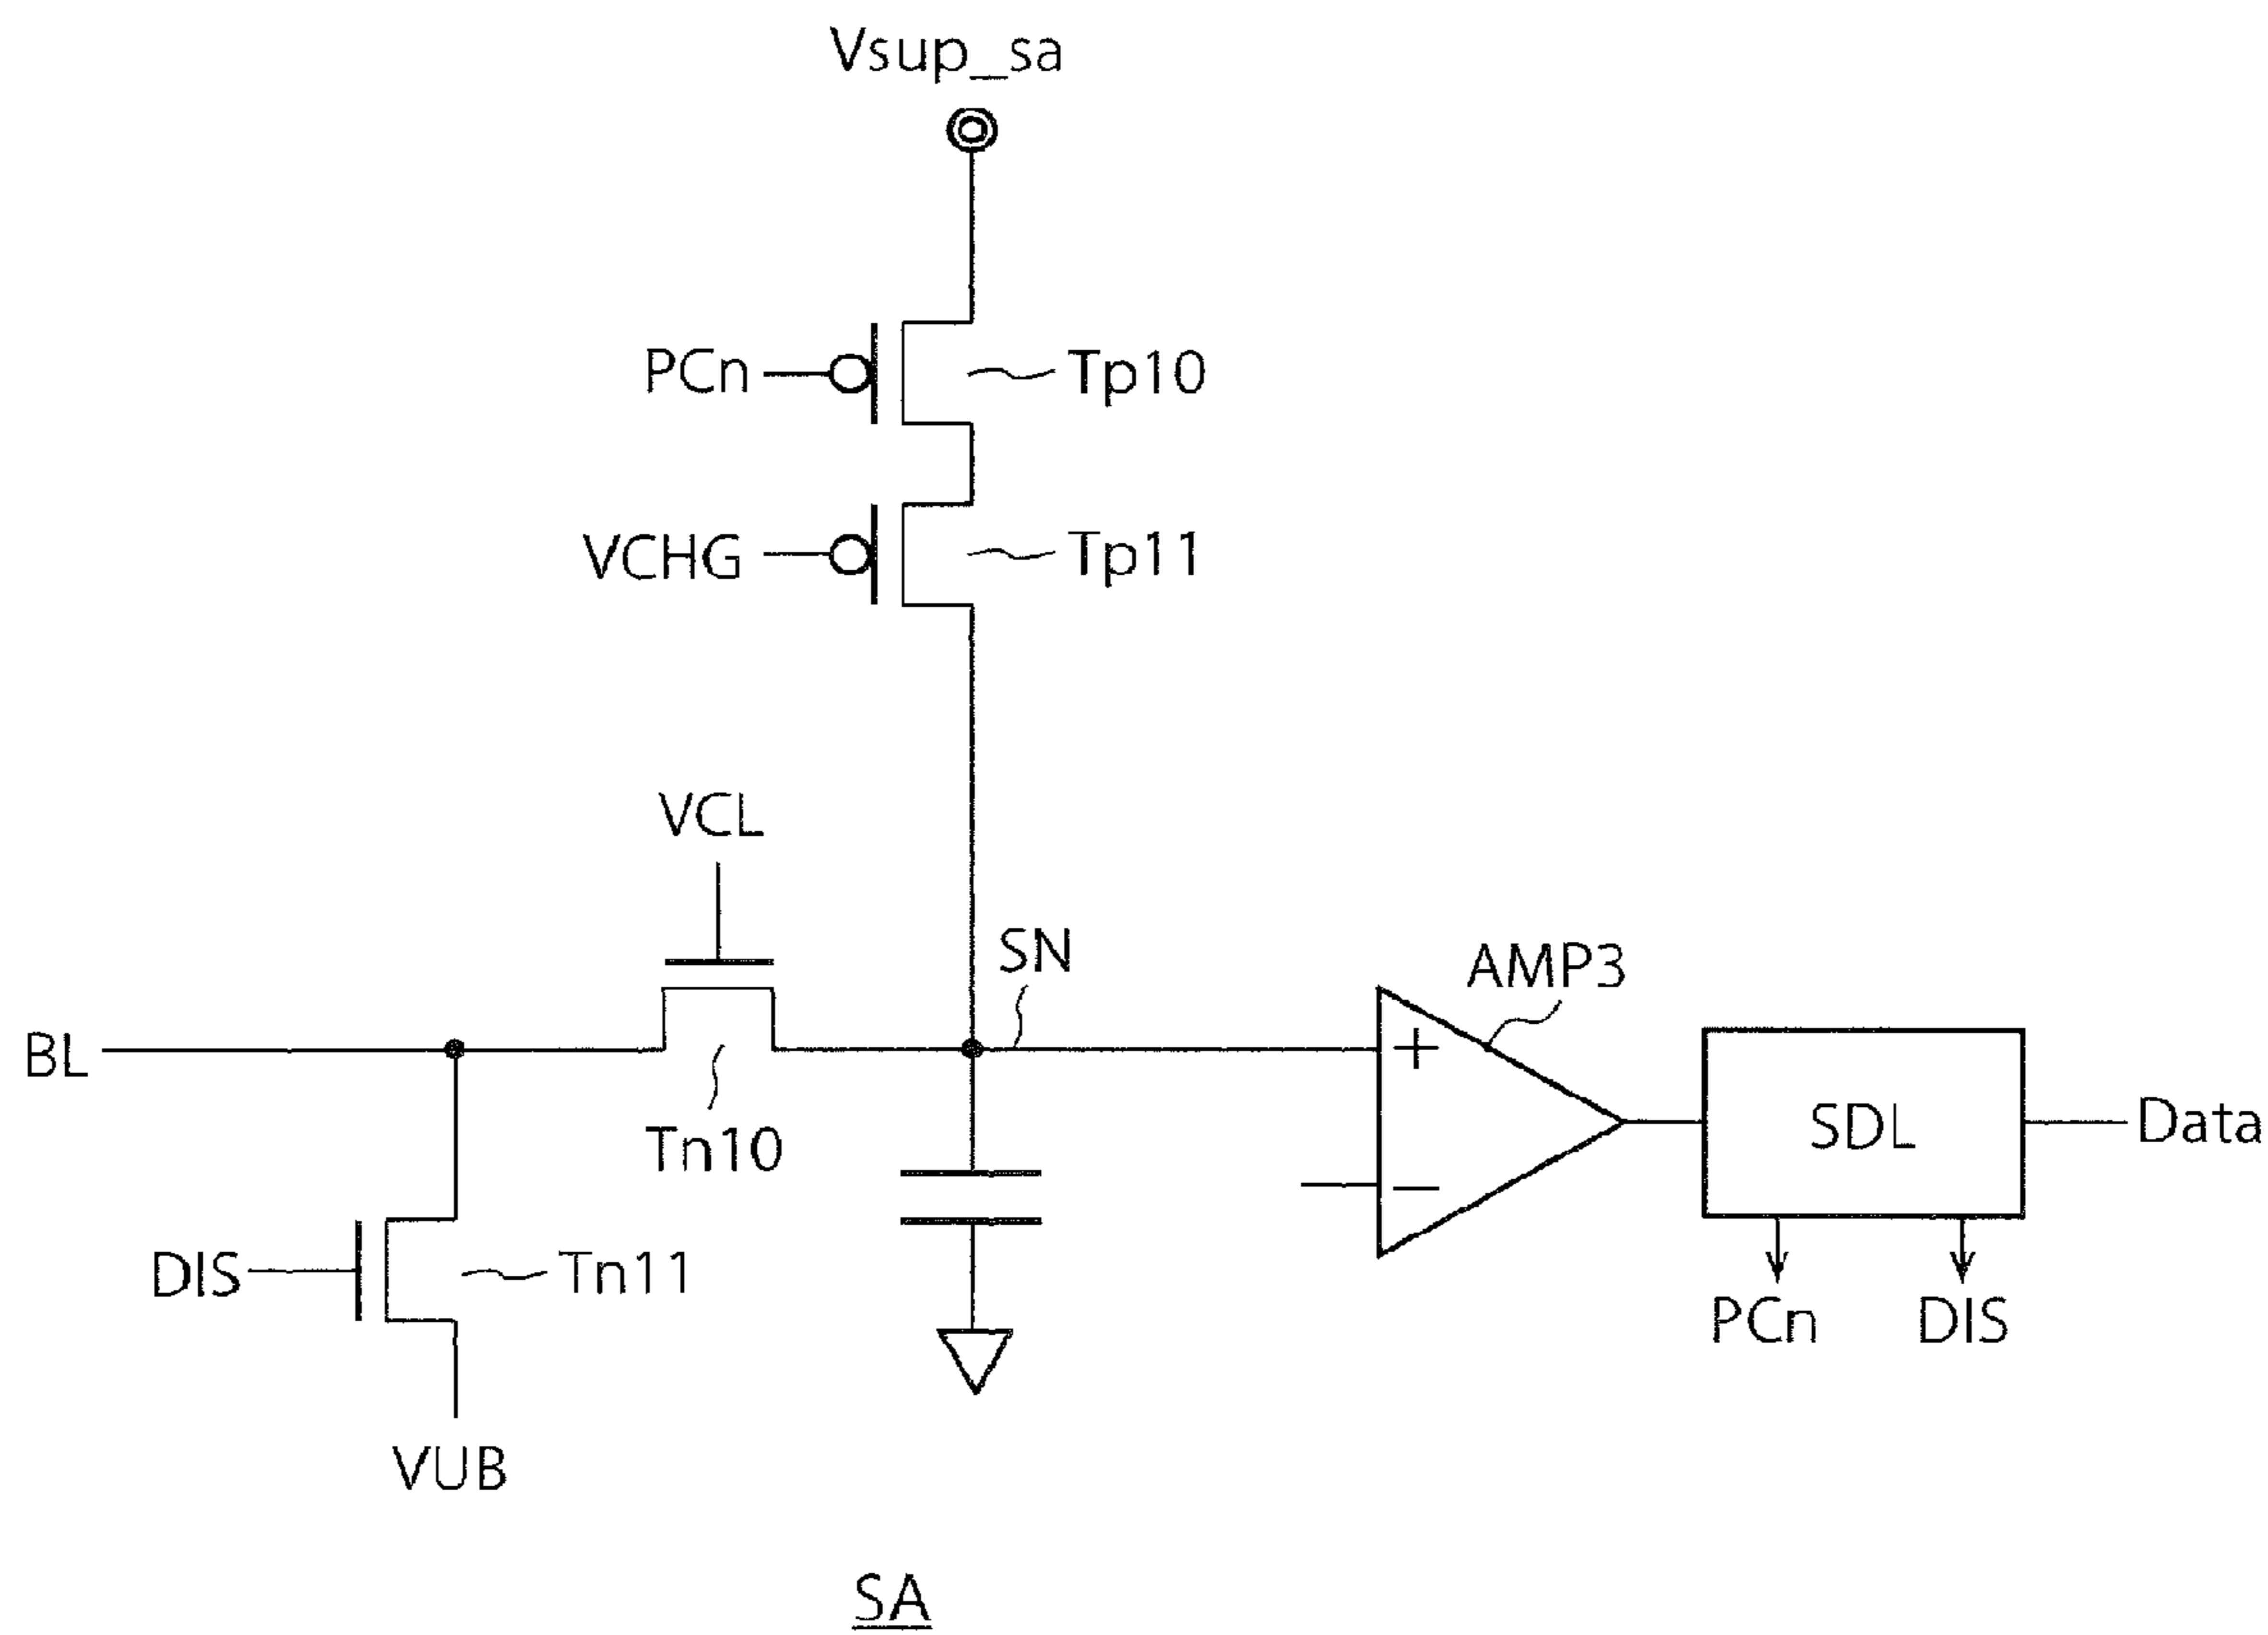 Vsup_sa
PCn
Tp10
VCHG
Tp11
VCL
SN
AMP3
BL
+
SDL
Data
Tn10
−
DIS
Tn11
PCn
DIS
VUB
SA